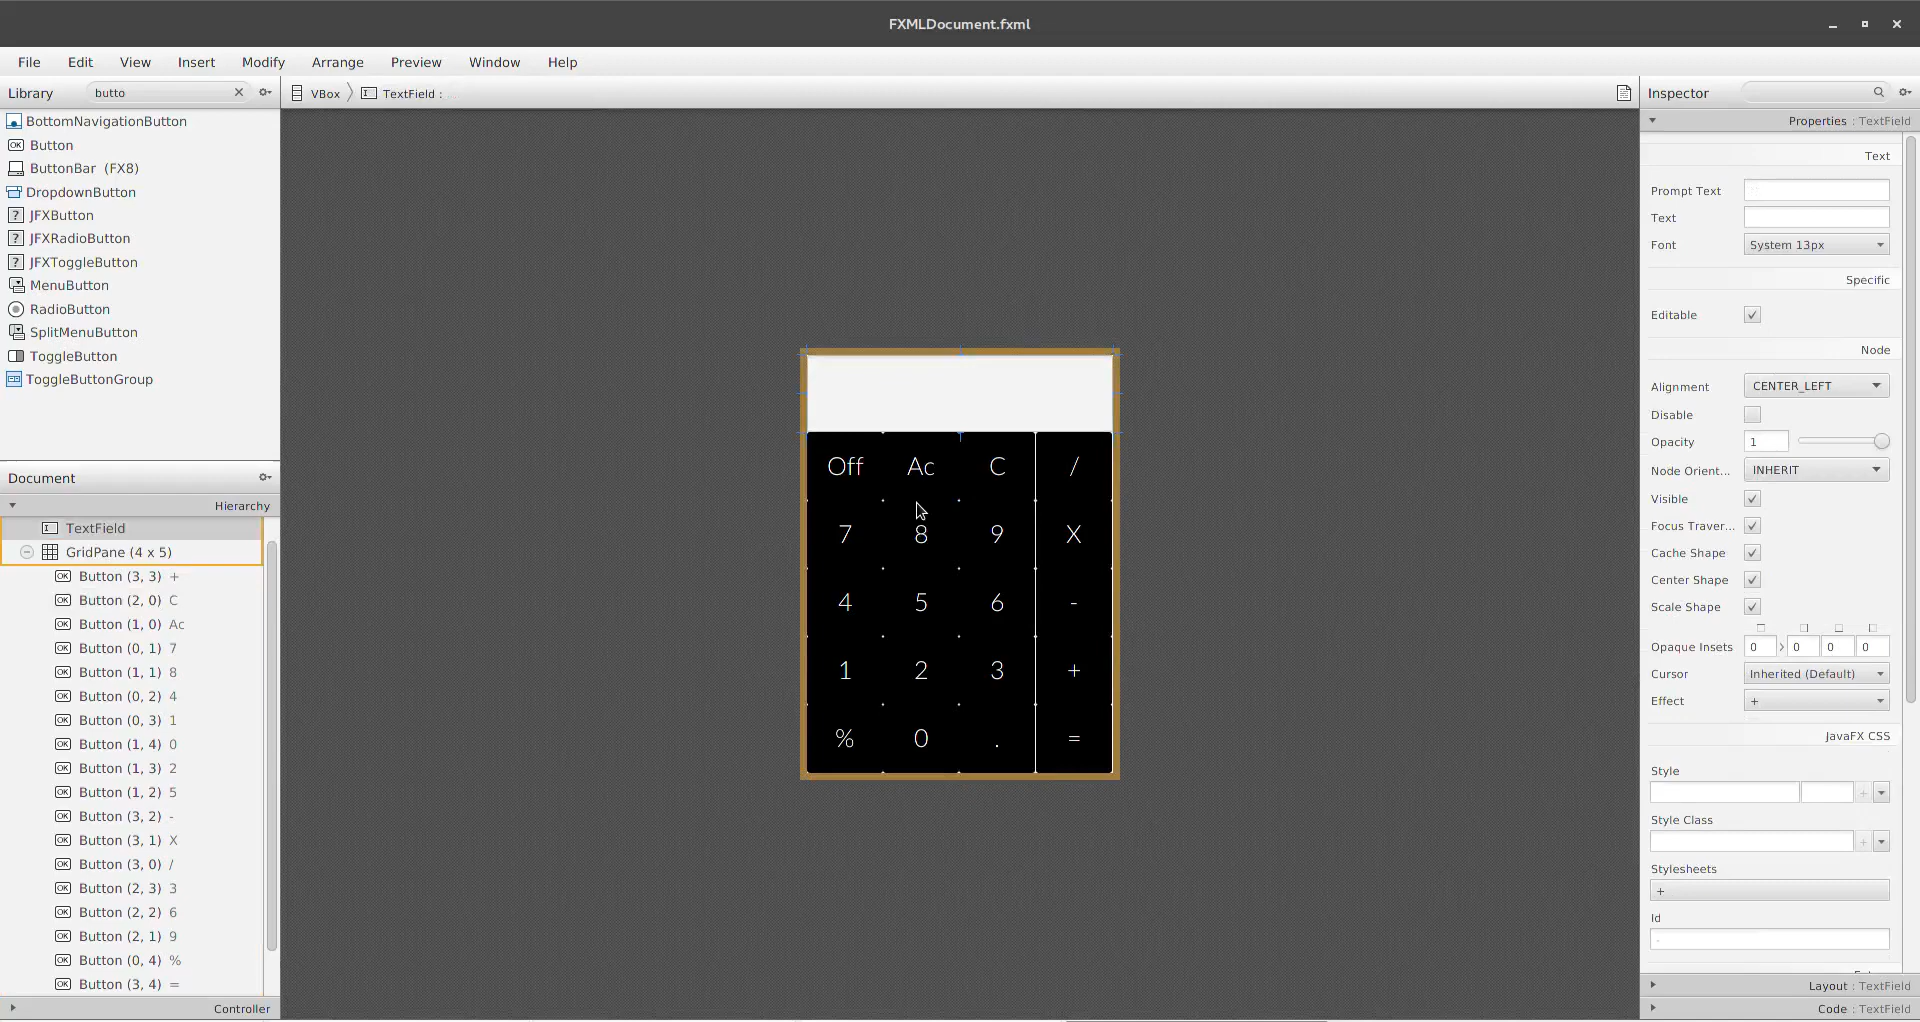 FXMLDocument.fxml
File Edit View Insert Modify Arrange Preview Window Help
Library butto
VBox TextField :
Inspector
BottomNavigationButton
Button
ButtonBar (FX8)
DropdownButton
JFXButton
JFXRadioButton
JFXToggleButton
MenuButton
RadioButton
SplitMenuButton
ToggleButton
ToggleButtonGroup
Document
Hierarchy
TextField
GridPane (4 x 5)
Button (3, 3) +
Button (2, 0) C
Button (1, 0) Ac
Button (0, 1) 7
Button (1, 1) 8
Button (0, 2) 4
Button (0, 3) 1
Button (1, 4) 0
Button (1, 3) 2
Button (1, 2) 5
Button (3, 2) -
Button (3, 1) X
Button (3, 0) /
Button (2, 3) 3
Button (2, 2) 6
Button (2, 1) 9
Button (0, 4) %
Button (3, 4) =
Controller
Off Ac C /
7 8 9 X
4 5 6 -
1 2 3 +
% 0 . =
Properties : TextField
Text
Prompt Text
Text
Font System 13px
Specific
Editable
Node
Alignment CENTER_LEFT
Disable
Opacity 1
Node Orient... INHERIT
Visible
Focus Traver...
Cache Shape
Center Shape
Scale Shape
Opaque Insets 0 0 0 0
Cursor Inherited (Default)
Effect +
JavaFX CSS
Style
+
Style Class
+
Stylesheets
+
Id
Layout : TextField
Code : TextField